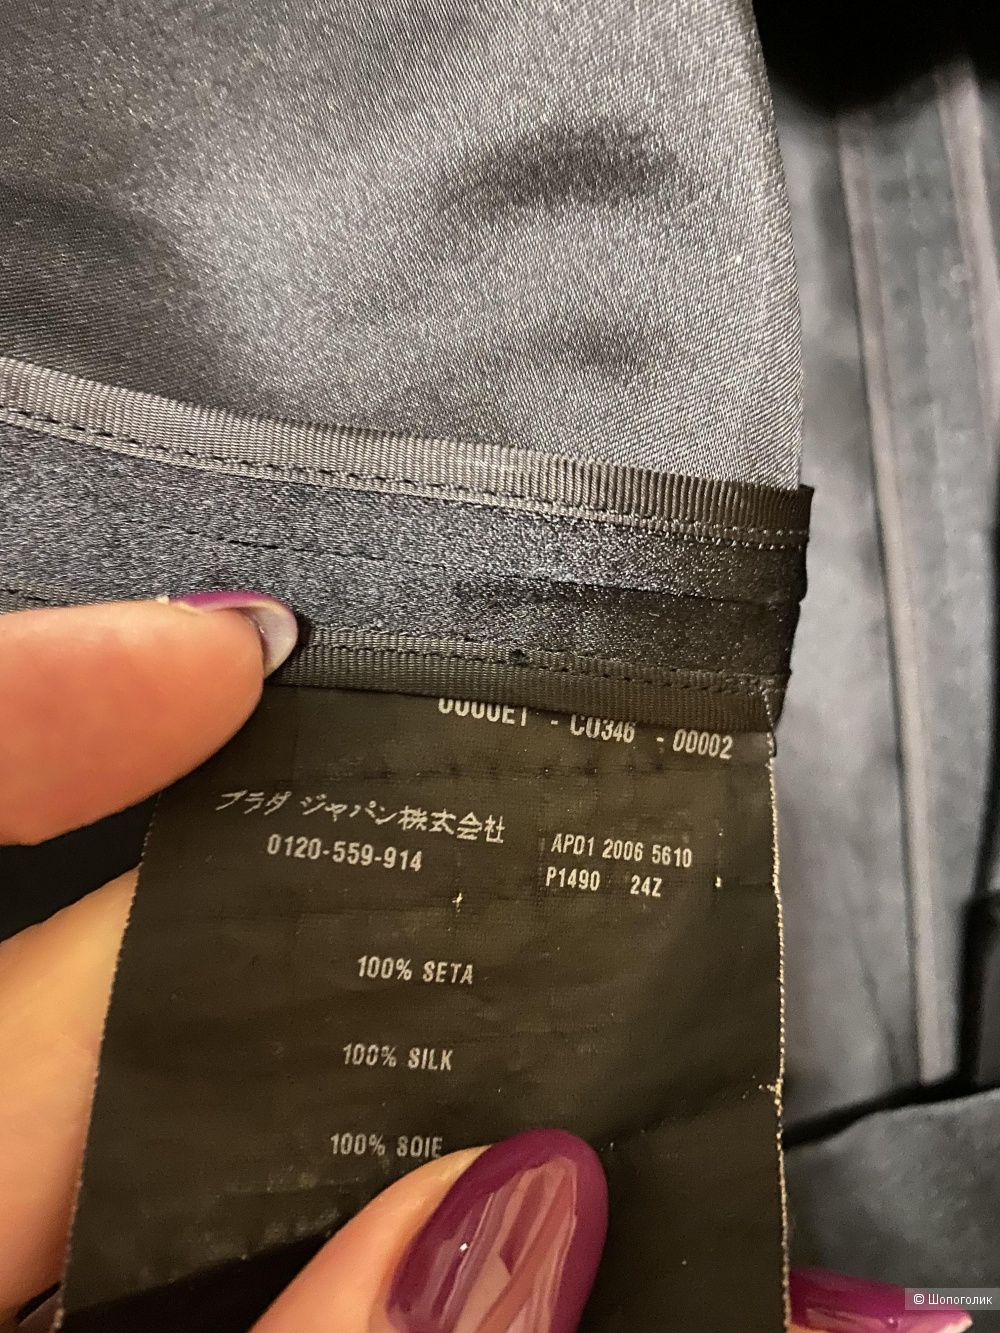 - C0346 - 00002
プラダ ジャパン株式会社
0120-559-914
AP01 2006 5610
P1490 24Z
100% SETA
100% SILK
100% SOIE
© Шопоголик